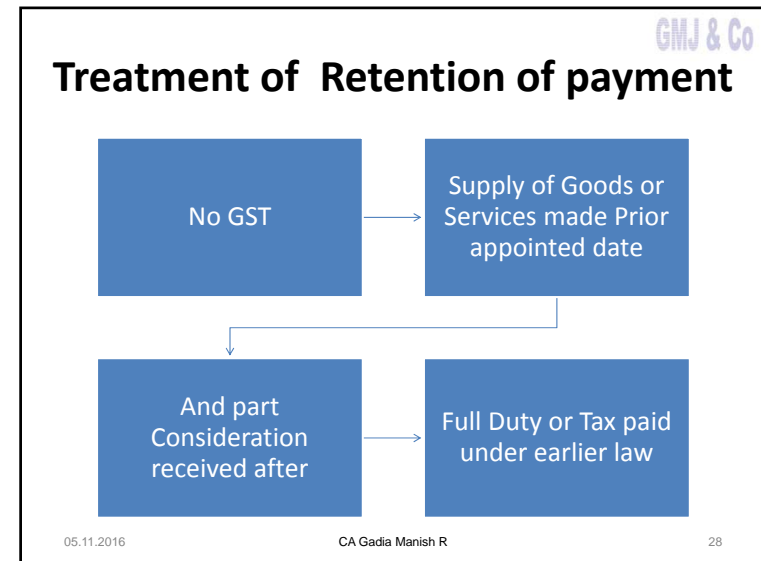 GMJ & Co
Treatment of Retention of payment
No GST
Supply of Goods or
Services made Prior
appointed date
And part
Consideration
received after
Full Duty or Tax paid
under earlier law
05.11.2016
CA Gadia Manish R
28